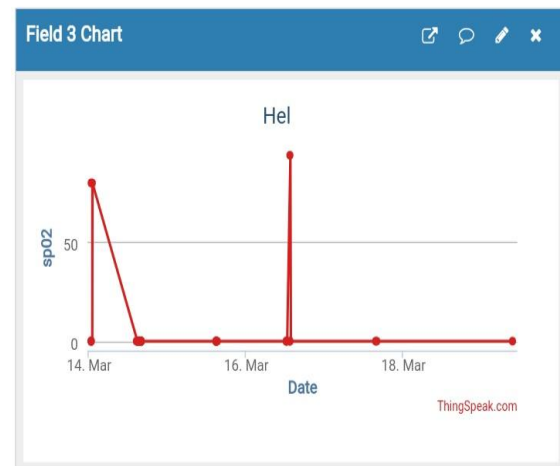 Field 3 Chart
Hel
sp02
50
0
14. Mar
16. Mar
18. Mar
Date
ThingSpeak.com